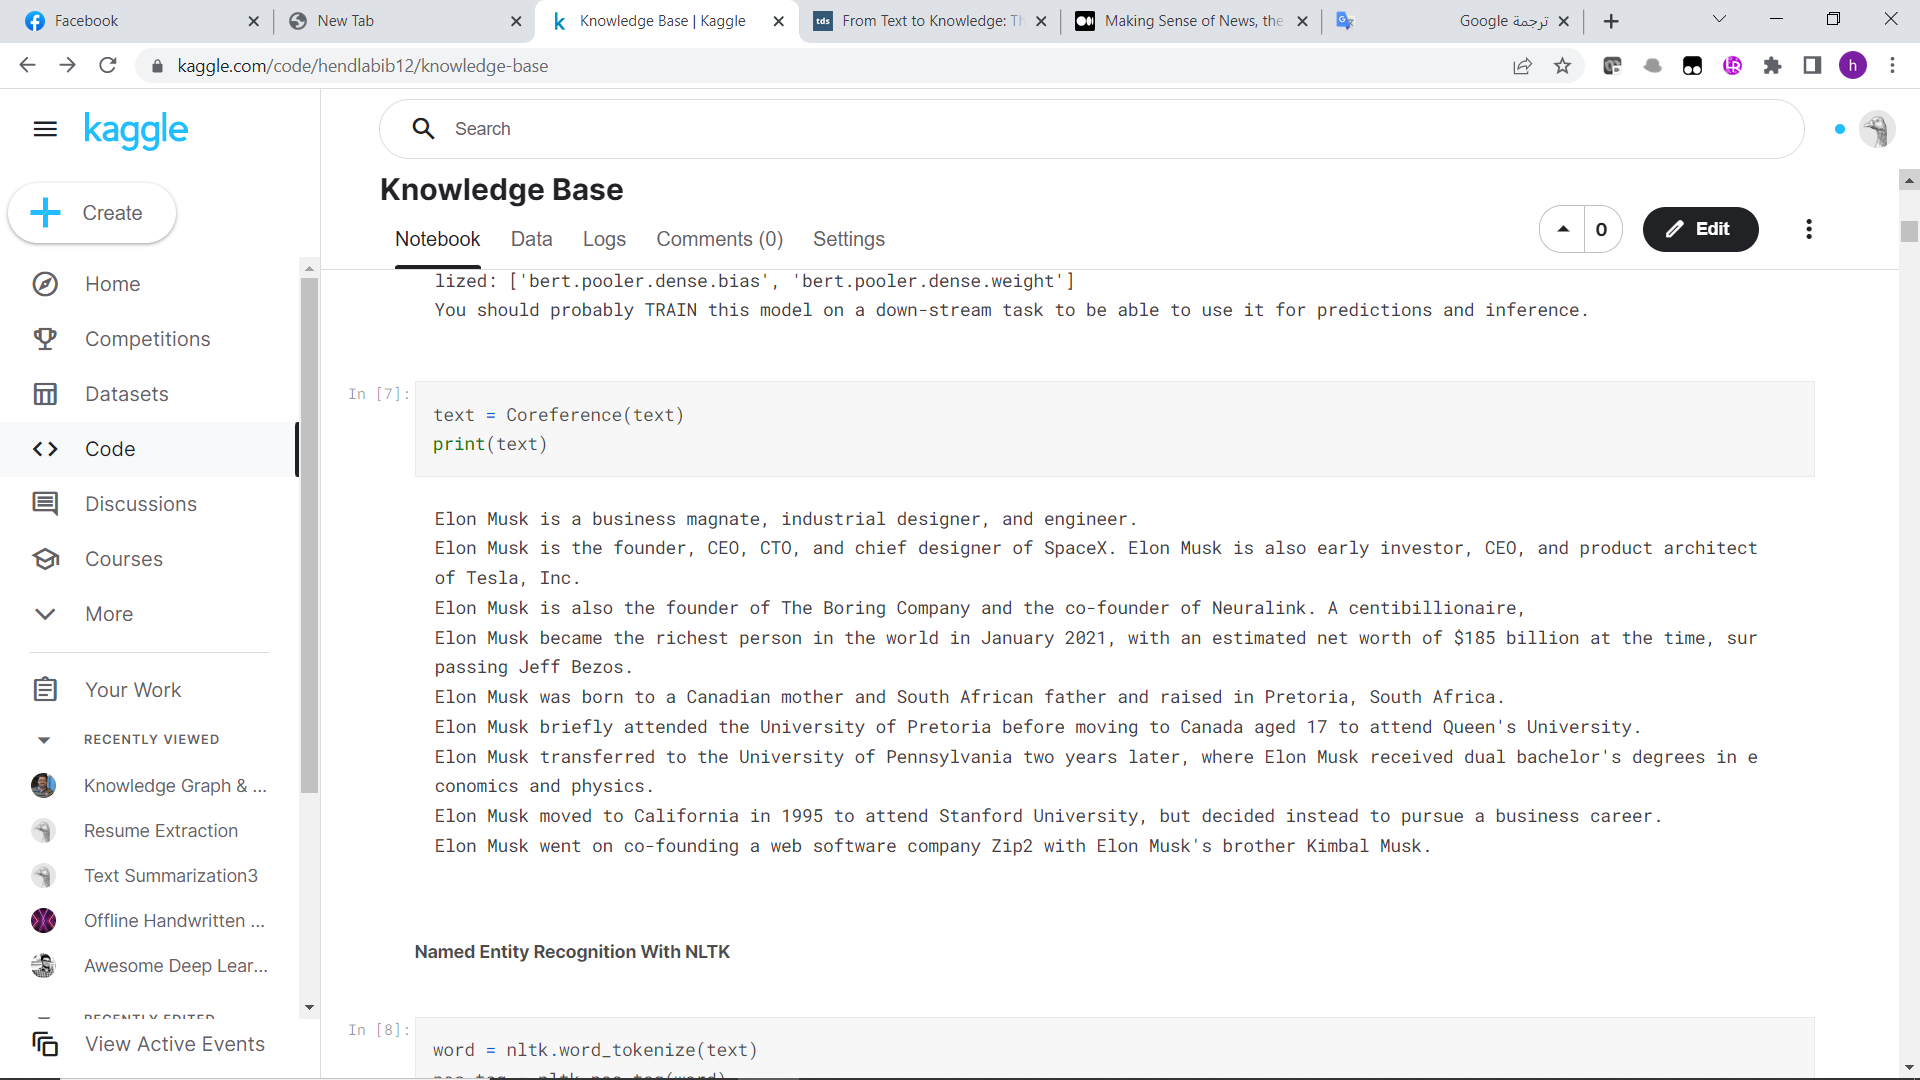 Facebook
New Tab
Knowledge Base | Kaggle
From Text to Knowledge: Th
Making Sense of News, the
ترجمة Google
kaggle.com/code/hendlabib12/knowledge-base
h
kaggle
Search
Create
Knowledge Base
Notebook
Data
Logs
Comments (0)
Settings
0
Edit
Home
Competitions
Datasets
Code
Discussions
Courses
More
Your Work
RECENTLY VIEWED
Knowledge Graph & ...
Resume Extraction
Text Summarization3
Offline Handwritten ...
Awesome Deep Lear...
RECENTLY EDITED
View Active Events
lized: ['bert.pooler.dense.bias', 'bert.pooler.dense.weight']
You should probably TRAIN this model on a down-stream task to be able to use it for predictions and inference.
In [7]:
text = Coreference(text)
print(text)
Elon Musk is a business magnate, industrial designer, and engineer.
Elon Musk is the founder, CEO, CTO, and chief designer of SpaceX. Elon Musk is also early investor, CEO, and product architect
of Tesla, Inc.
Elon Musk is also the founder of The Boring Company and the co-founder of Neuralink. A centibillionaire,
Elon Musk became the richest person in the world in January 2021, with an estimated net worth of $185 billion at the time, sur
passing Jeff Bezos.
Elon Musk was born to a Canadian mother and South African father and raised in Pretoria, South Africa.
Elon Musk briefly attended the University of Pretoria before moving to Canada aged 17 to attend Queen's University.
Elon Musk transferred to the University of Pennsylvania two years later, where Elon Musk received dual bachelor's degrees in e
conomics and physics.
Elon Musk moved to California in 1995 to attend Stanford University, but decided instead to pursue a business career.
Elon Musk went on co-founding a web software company Zip2 with Elon Musk's brother Kimbal Musk.
Named Entity Recognition With NLTK
In [8]:
word = nltk.word_tokenize(text)
pos_tag = nltk.pos_tag(word)